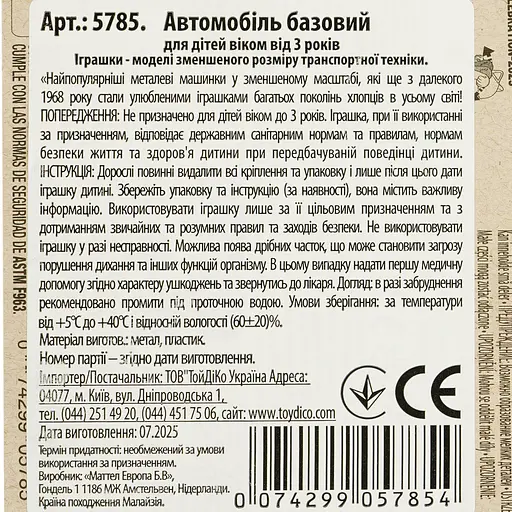 Арт.: 5785. Автомобіль базовий
для дітей віком від 3 років
Іграшки - моделі зменшеного розміру транспортної техніки.
«Найпопулярніші металеві машинки у зменшеному масштабі, які ще з далекого
1968 року стали улюбленими іграшками багатьох поколінь хлопців в усьому світі!
ПОПЕРЕДЖЕННЯ: Не призначено для дітей віком до 3 років. Іграшка, при її використанні
за призначенням, відповідає державним санітарним нормам та правилам, нормам
безпеки життя та здоров'я дитини при передбачуваній поведінці дитини.
ІНСТРУКЦІЯ: Дорослі повинні видалити всі кріплення та упаковку і лише після цього дати
іграшку дитині. Збережіть упаковку та інструкцію (за наявності), вона містить важливу
інформацію. Використовувати іграшку лише за її цільовим призначенням та з
дотриманням звичайних та розумних правил та заходів безпеки. Не використовувати
іграшку у разі несправності. Можлива поява дрібних часток, що може становити загрозу
порушення дихання та інших функцій організму. В цьому випадку надати першу медичну
допомогу згідно характеру ушкоджень та звернутись до лікаря. Догляд: в разі забруднення
рекомендовано промити під проточною водою. Умови зберігання: за температури
від +5°С до +40°С і відносній вологості (60±20)%.
Матеріал виготов.: метал, пластик.
Номер партії – згідно дати виготовлення.
Імпортер/Постачальник: ТОВ"ТойДіКо Україна Адреса:
04077, м. Київ, вул. Дніпроводська 1,
тел. (044) 251 49 20, (044) 451 75 06, сайт: www.toydico.com
Дата виготовлення: 07.2025
Термін придатності: необмежений за умови
використання за призначенням.
Виробник: «Маттел Европа Б.В»,
Гондель 1 1186 МЖ Амстельвен, Нідерланди.
Країна походження Малайзія.
CE
0 074299 057854
CUMPLE CON LAS NORMAS DE SEGURIDAD DE ASTM F963